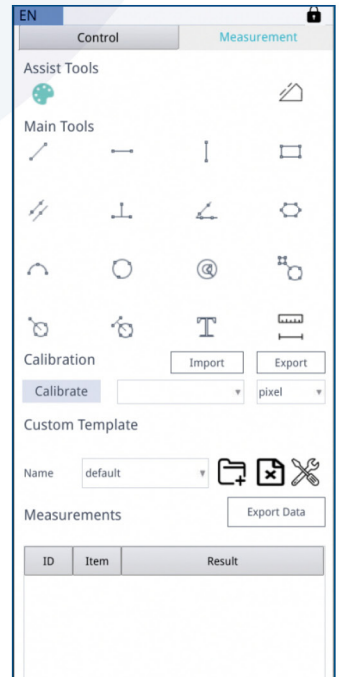 EN
Control Measurement
Assist Tools
Main Tools
T
Calibration Import Export
Calibrate pixel
Custom Template
Name default
Measurements Export Data
ID Item Result